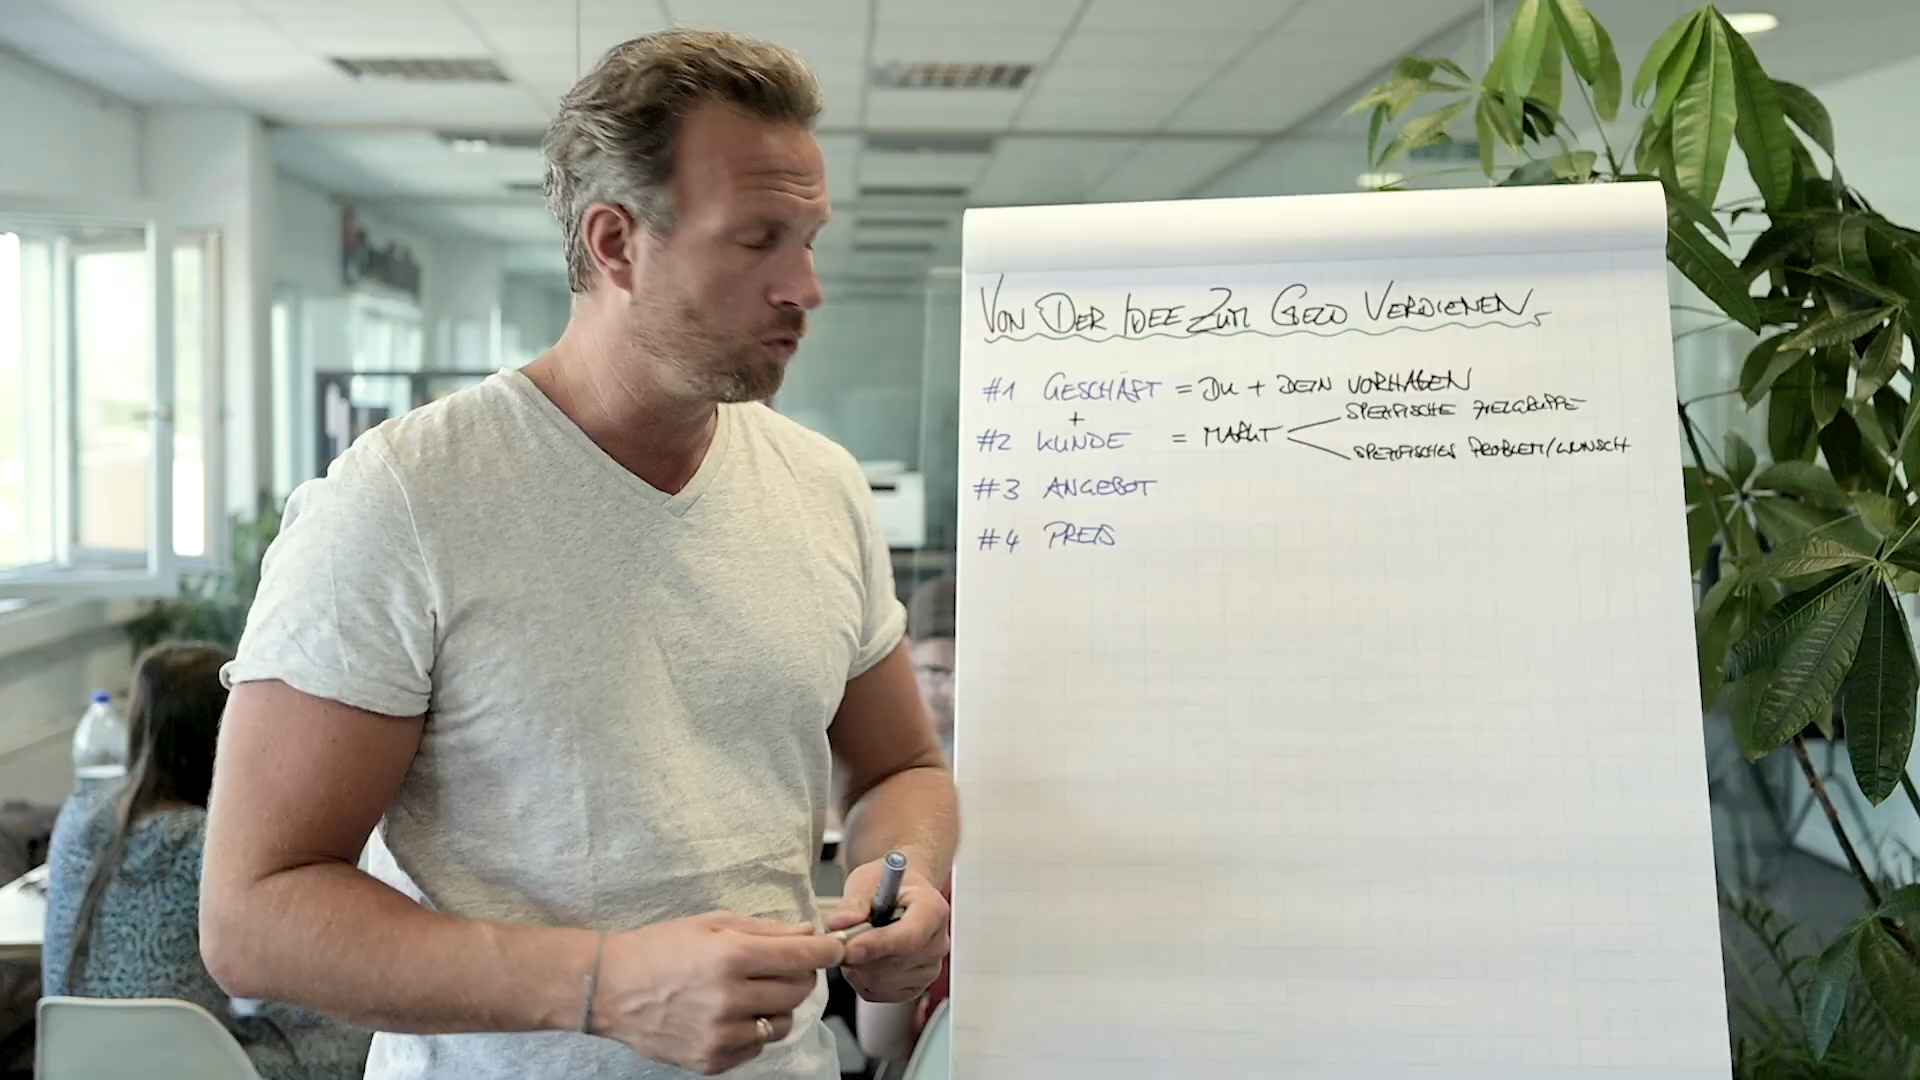 VON DER IDEE ZUM GELD VERDIENEN
#1 GESCHÄFT = DU + DEIN VORHABEN
+
SPEZIFISCHE ZIELGRUPPE
#2 KUNDE = MARKT
SPEZIFISCHES PROBLEM/WUNSCH
#3 ANGEBOT
#4 PREIS